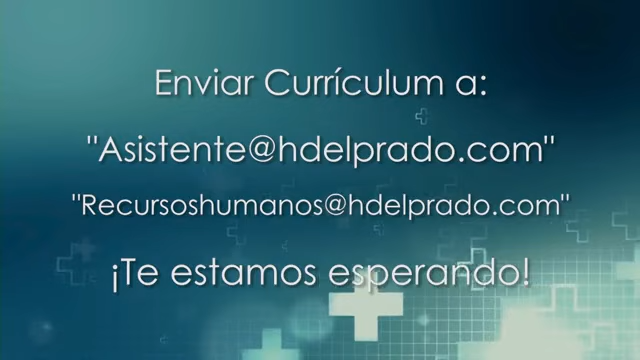 Enviar Currículum a:
"Asistente@hdelprado.com"
"Recursoshumanos@hdelprado.com"
¡Te estamos esperando!